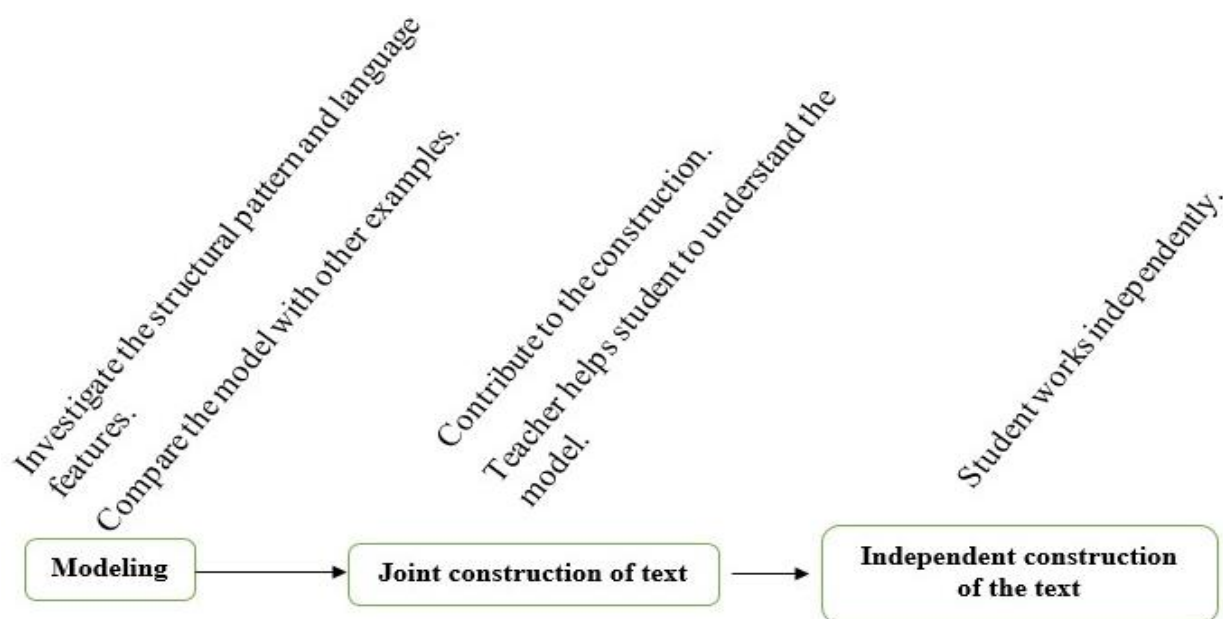 Investigate the structural pattern and language
features.
Compare the model with other examples.
Contribute to the construction.
Teacher helps student to understand the
model.
Student works independently.
Modeling
Joint construction of text
Independent construction
of the text